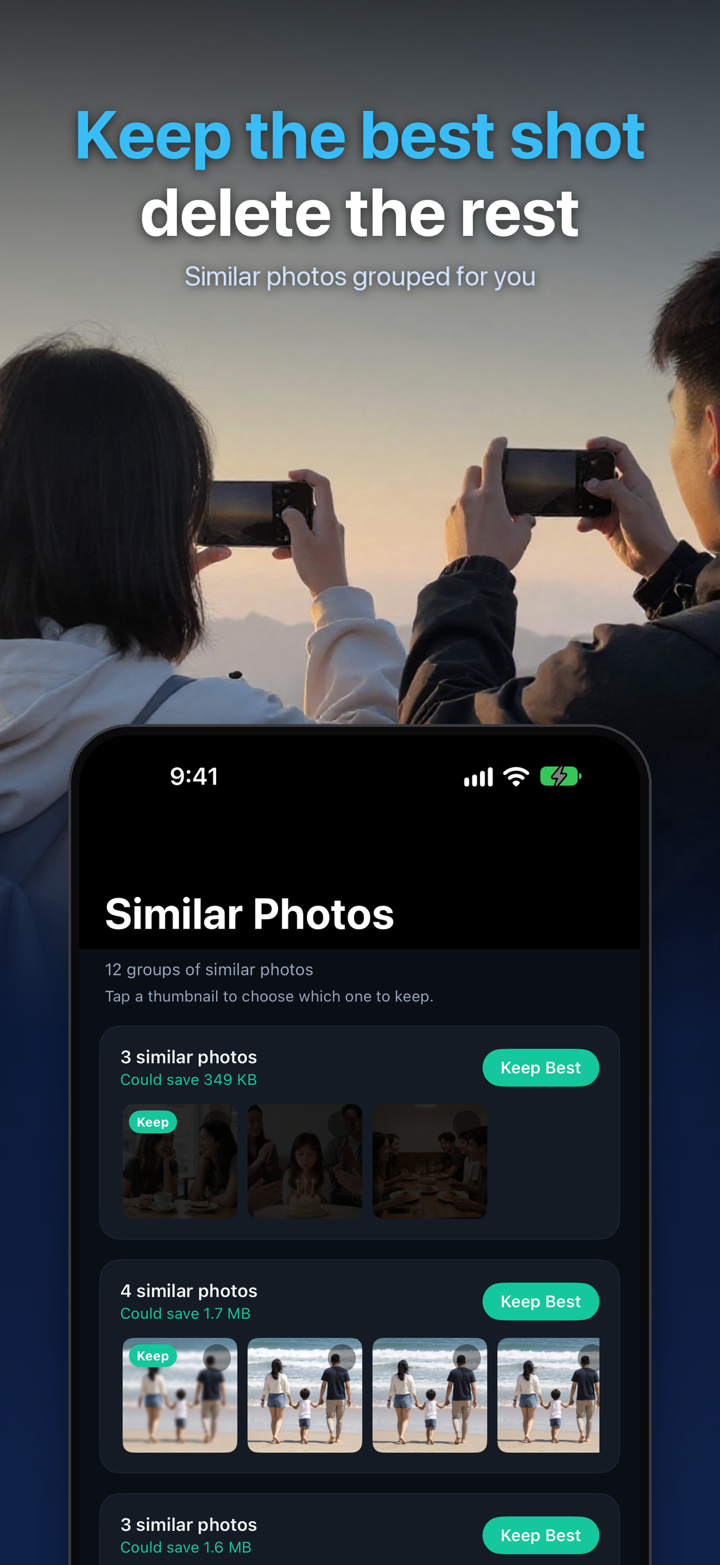 Keep the best shot
delete the rest
Similar photos grouped for you
9:41
Similar Photos
12 groups of similar photos
Tap a thumbnail to choose which one to keep.
3 similar photos
Could save 349 KB
Keep Best
Keep
4 similar photos
Could save 1.7 MB
Keep Best
Keep
3 similar photos
Could save 1.6 MB
Keep Best